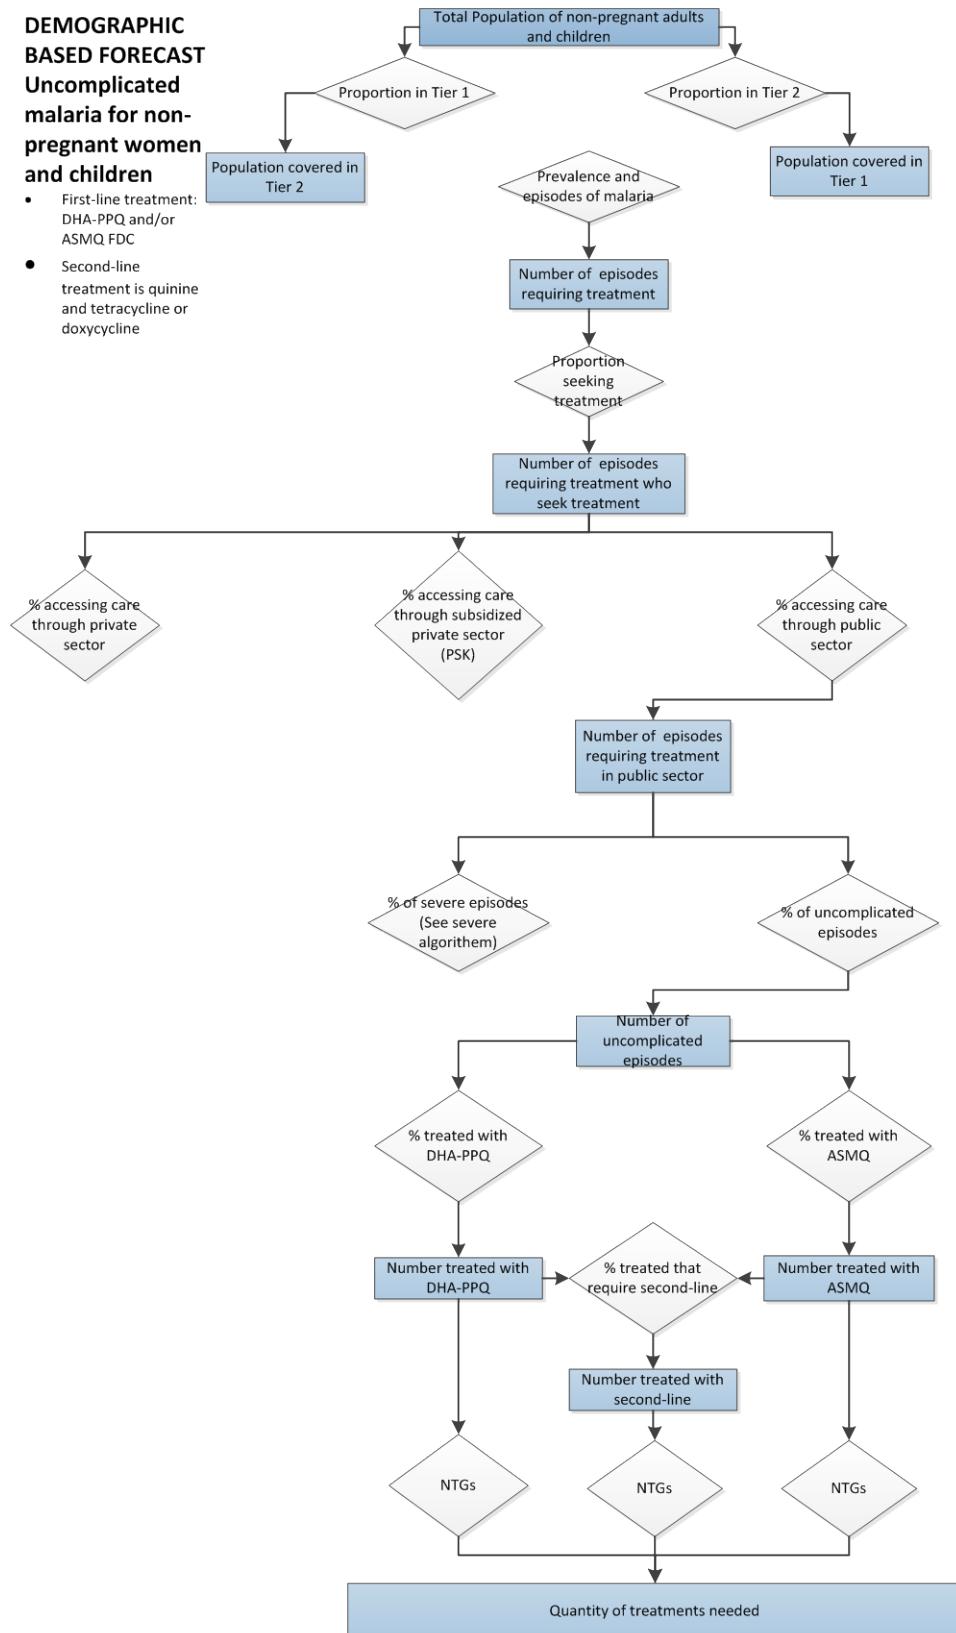 DEMOGRAPHIC
BASED FORECAST
Uncomplicated
malaria for non-
pregnant women
and children
• First-line treatment:
DHA-PPQ and/or
ASMQ FDC
• Second-line
treatment is quinine
and tetracycline or
doxycycline
Total Population of non-pregnant adults
and children
Proportion in Tier 1
Proportion in Tier 2
Population covered in
Tier 2
Population covered in
Tier 1
Prevalence and
episodes of malaria
Number of episodes
requiring treatment
Proportion
seeking
treatment
Number of episodes
requiring treatment who
seek treatment
% accessing care
through private
sector
% accessing care
through subsidized
private sector
(PSK)
% accessing care
through public
sector
Number of episodes
requiring treatment
in public sector
% of severe episodes
(See severe
algorithem)
% of uncomplicated
episodes
Number of
uncomplicated
episodes
% treated with
DHA-PPQ
% treated with
ASMQ
Number treated with
DHA-PPQ
% treated that
require second-line
Number treated with
ASMQ
Number treated with
second-line
NTGs
NTGs
NTGs
Quantity of treatments needed